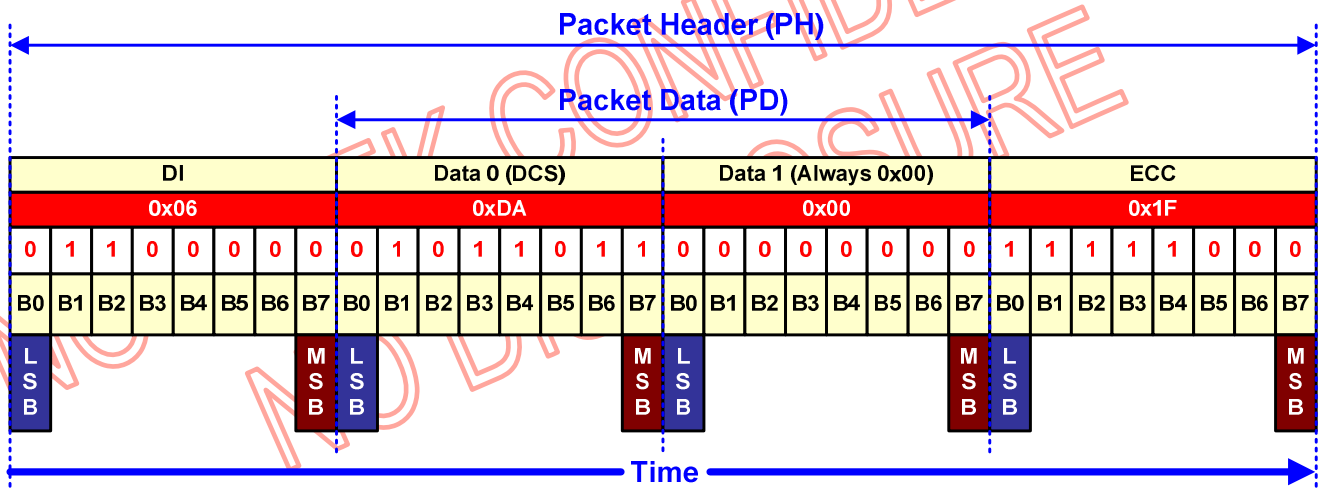 Packet Header (PH)
Packet Data (PD)
DI Data 0 (DCS) Data 1 (Always 0x00) ECC
0x06 0xDA 0x00 0x1F
0 1 1 0 0 0 0 0 0 1 0 1 1 0 1 1 0 0 0 0 0 0 0 0 1 1 1 1 1 0 0 0
B0 B1 B2 B3 B4 B5 B6 B7 B0 B1 B2 B3 B4 B5 B6 B7 B0 B1 B2 B3 B4 B5 B6 B7 B0 B1 B2 B3 B4 B5 B6 B7
LSB MSB LSB MSB LSB MSB LSB MSB
Time